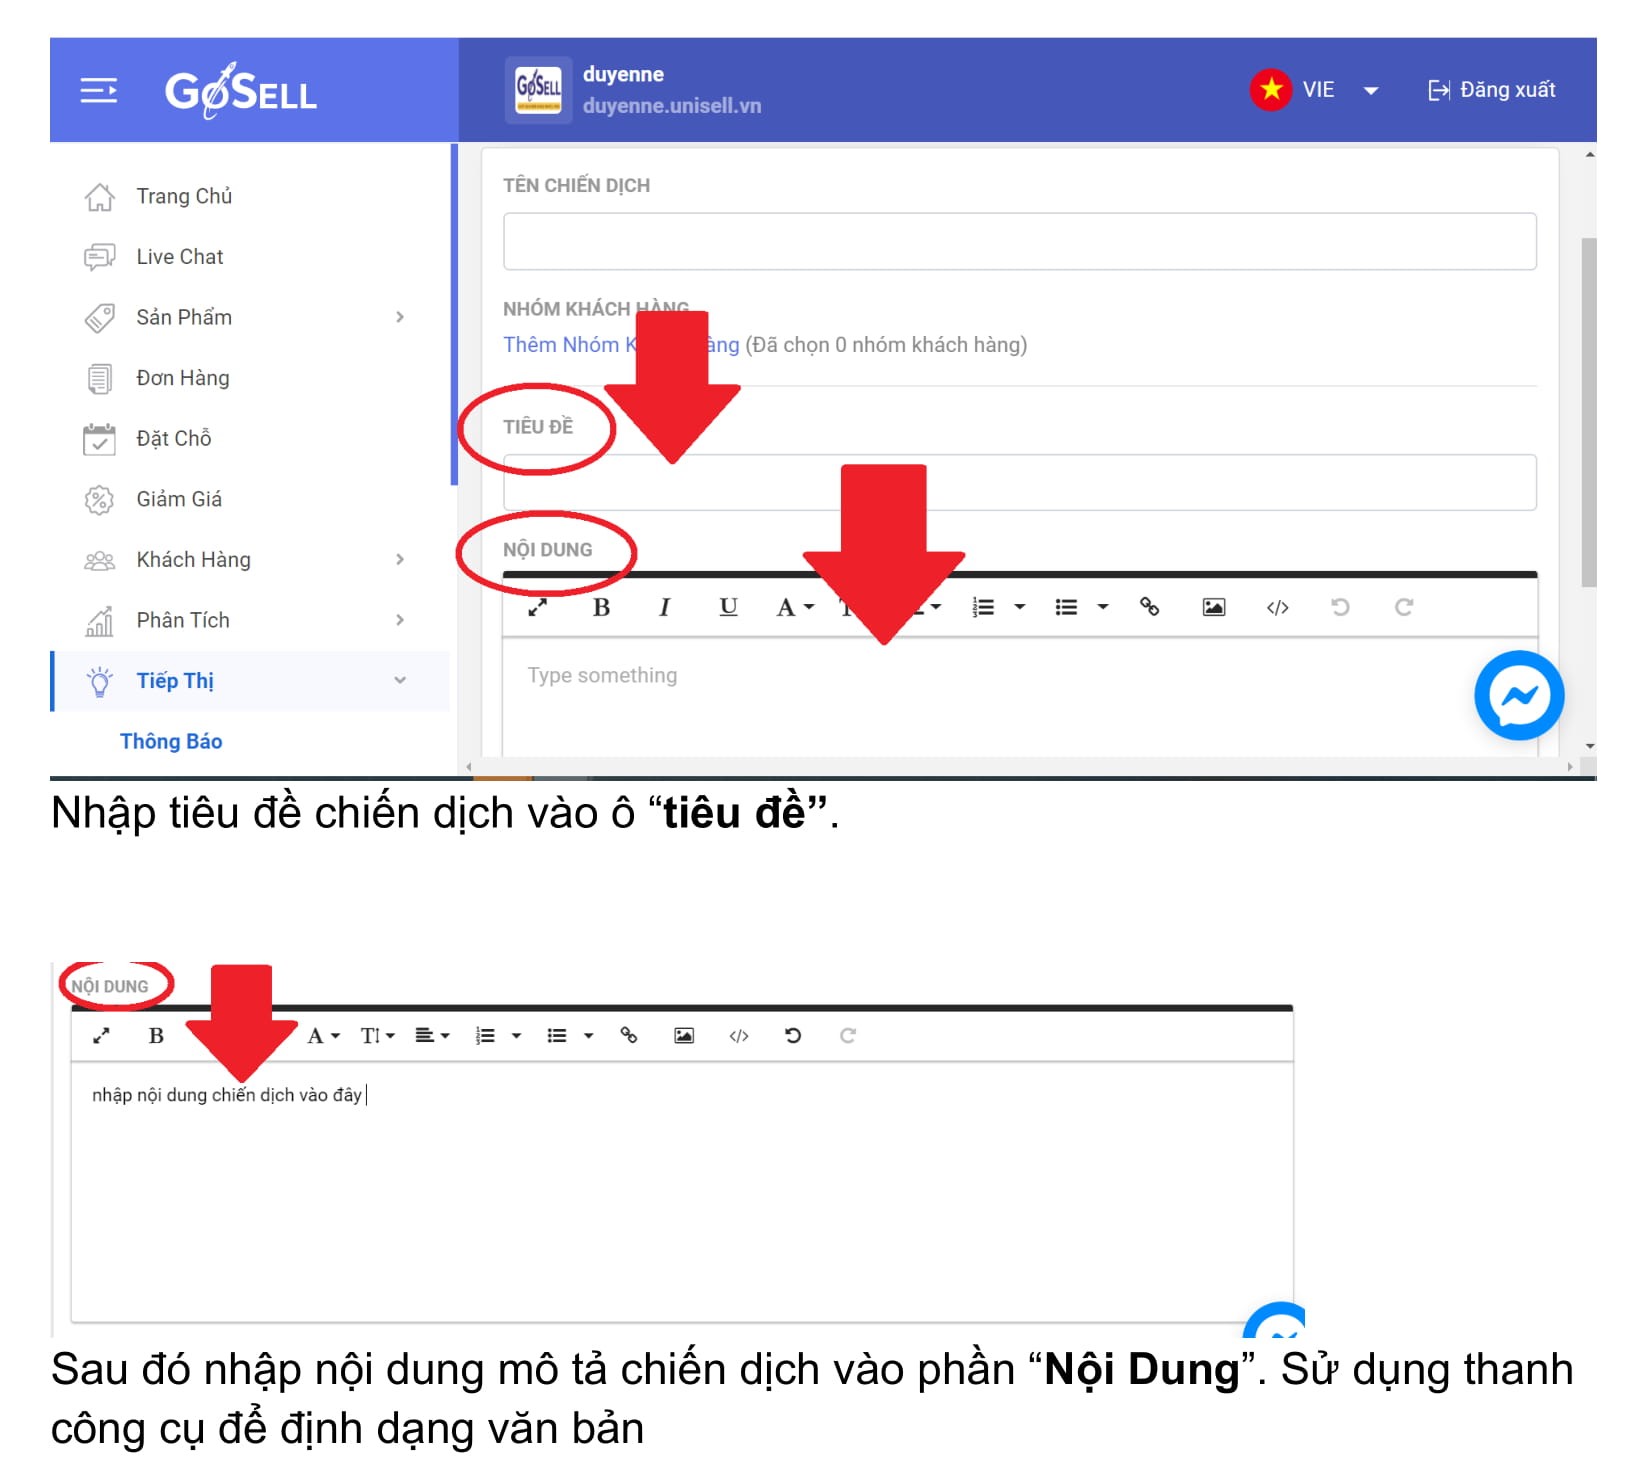 GoSELL
duyenne
duyenne.unisell.vn
VIE
Đăng xuất
Trang Chủ
Live Chat
Sản Phẩm
Đơn Hàng
Đặt Chỗ
Giảm Giá
Khách Hàng
Phân Tích
Tiếp Thị
Thông Báo
TÊN CHIẾN DỊCH
NHÓM KHÁCH HÀNG
Thêm Nhóm (Đã chọn 0 nhóm khách hàng)
TIÊU ĐỀ
NỘI DUNG
B I U A
Type something
Nhập tiêu đề chiến dịch vào ô “tiêu đề”.
NỘI DUNG
B A T
nhập nội dung chiến dịch vào đây
Sau đó nhập nội dung mô tả chiến dịch vào phần “Nội Dung”. Sử dụng thanh
công cụ để định dạng văn bản